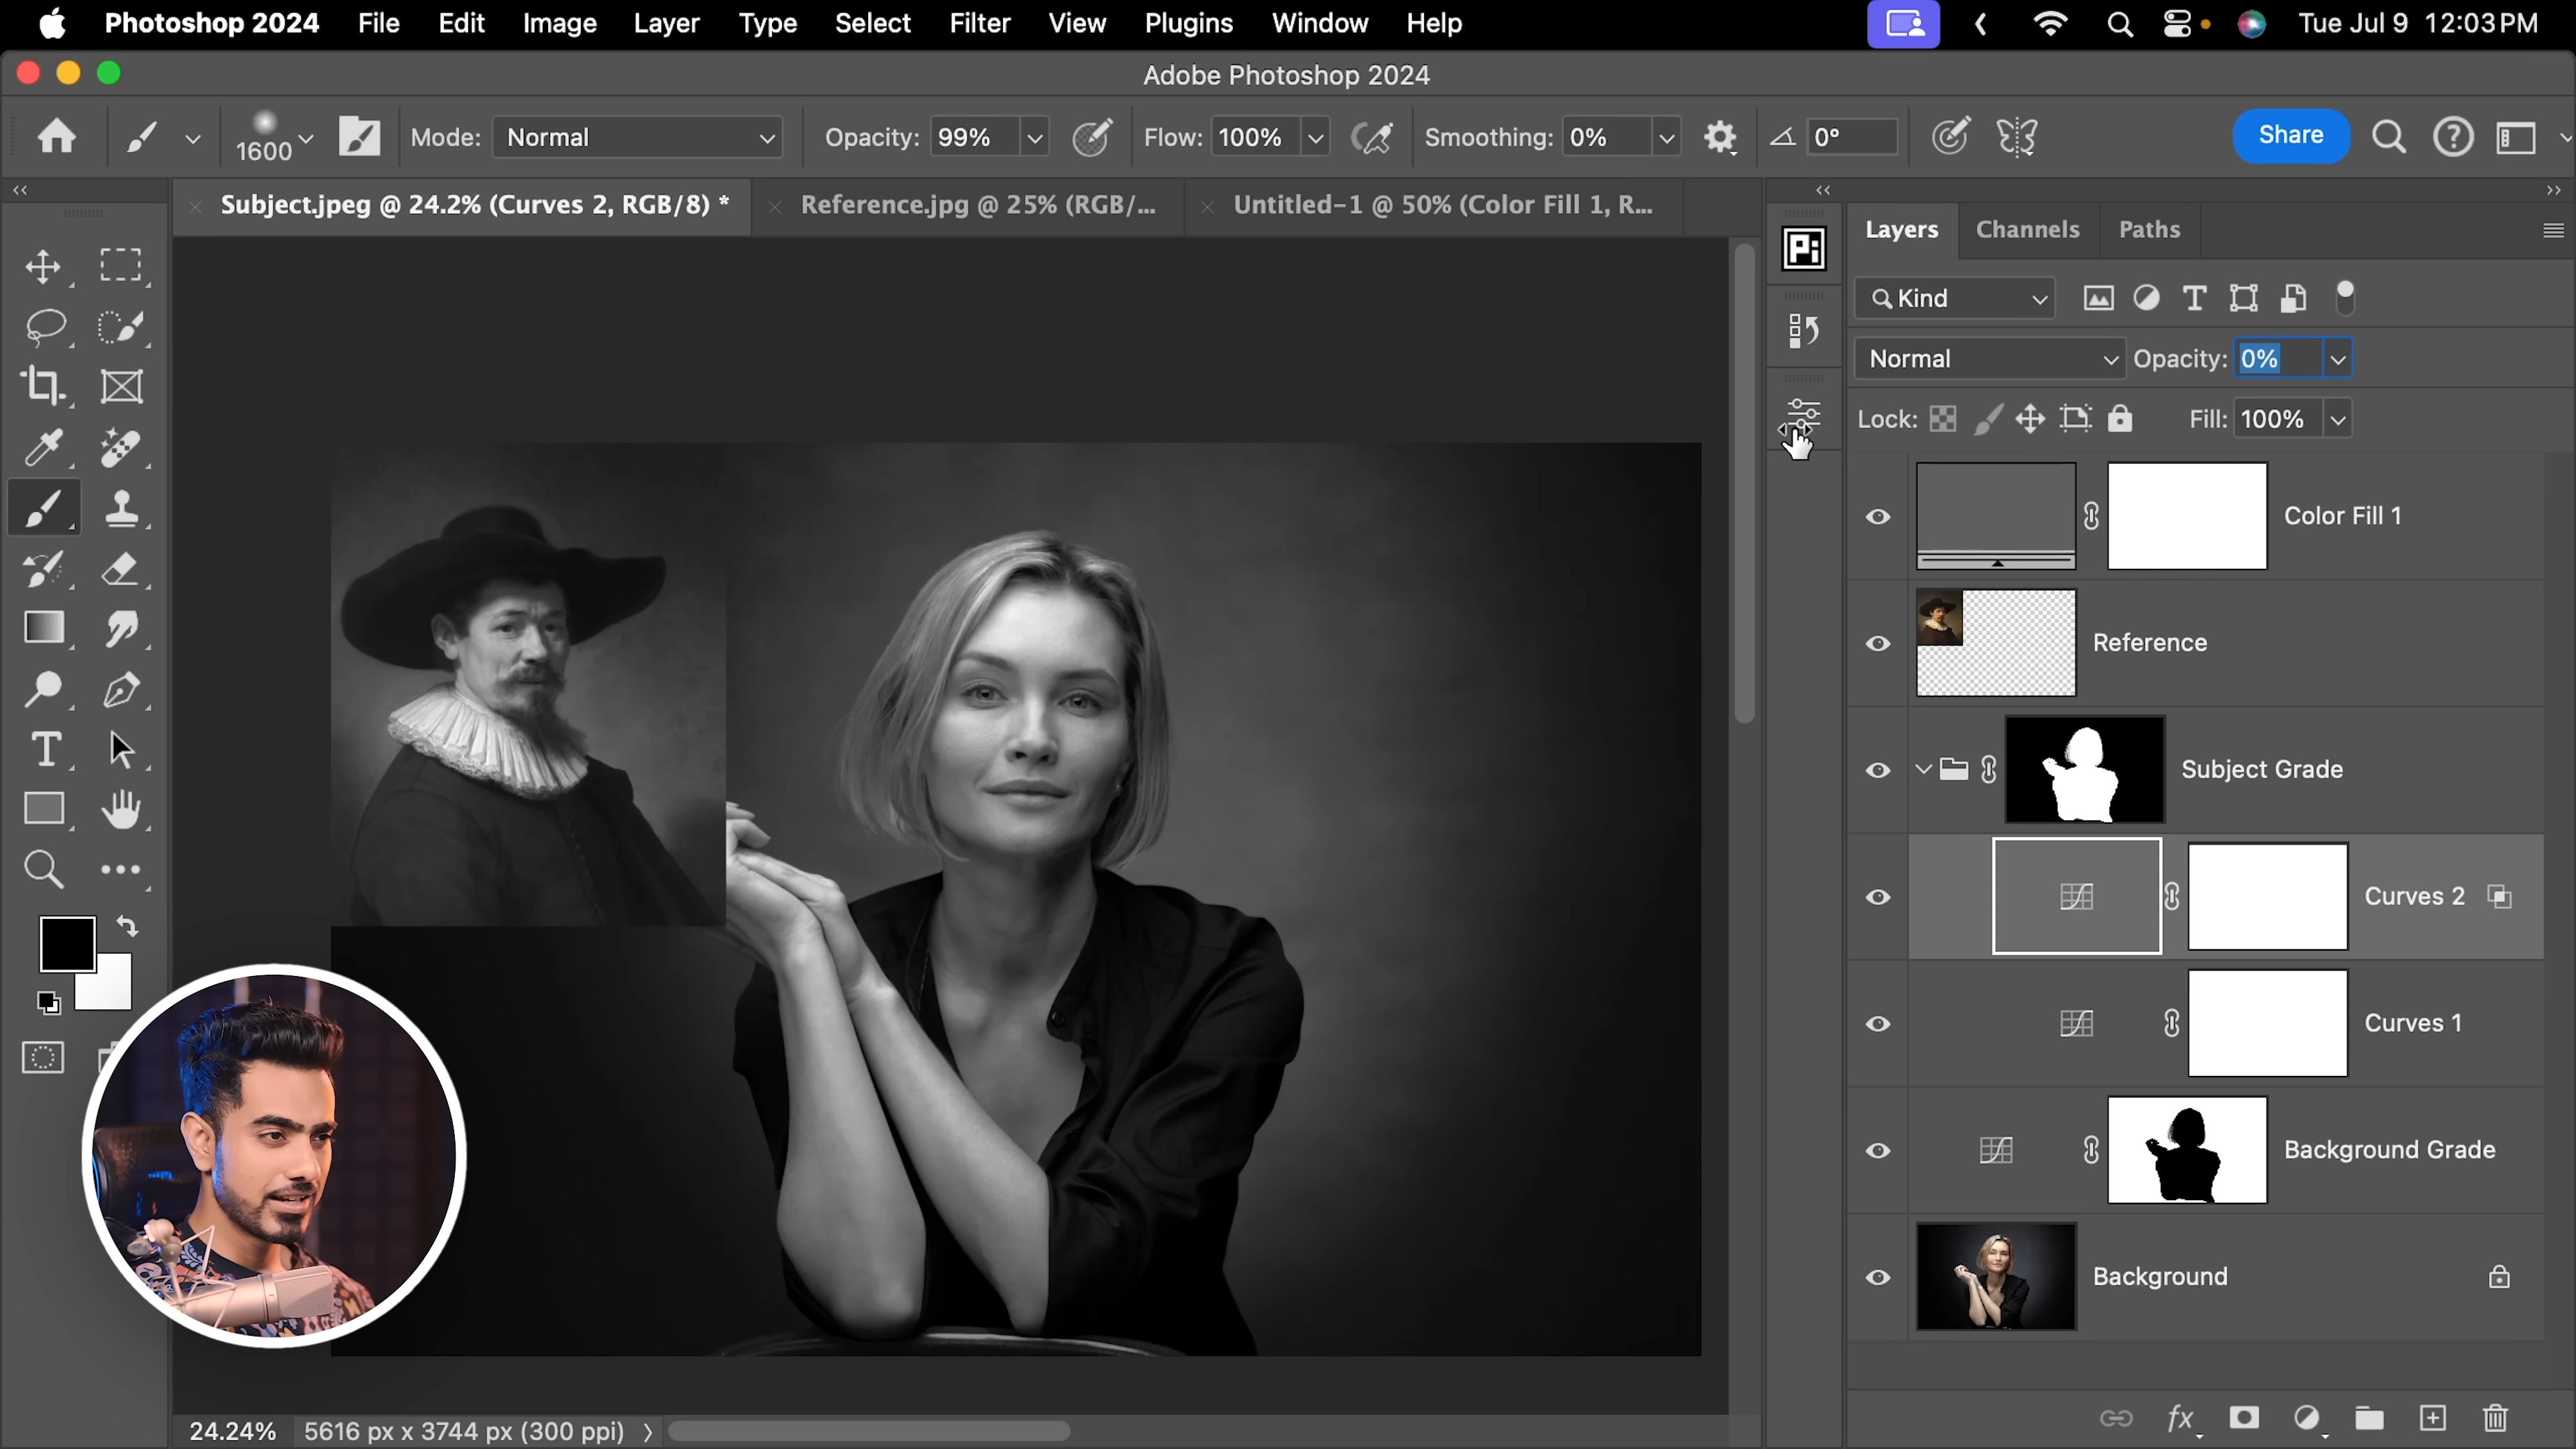 Photoshop 2024 File Edit Image Layer Type Select Filter View Plugins Window Help Tue Jul 9 12:03 PM
Adobe Photoshop 2024
1600 Mode: Normal Opacity: 99% Flow: 100% Smoothing: 0% 0° Share
Subject.jpeg @ 24.2% (Curves 2, RGB/8) * Reference.jpg @ 25% (RGB/... Untitled-1 @ 50% (Color Fill 1, R...
Pi
Layers Channels Paths
Kind
Normal Opacity: 0%
Lock: Fill: 100%
Color Fill 1
Reference
Subject Grade
Curves 2
Curves 1
Background Grade
Background
fx
24.24% 5616 px x 3744 px (300 ppi)